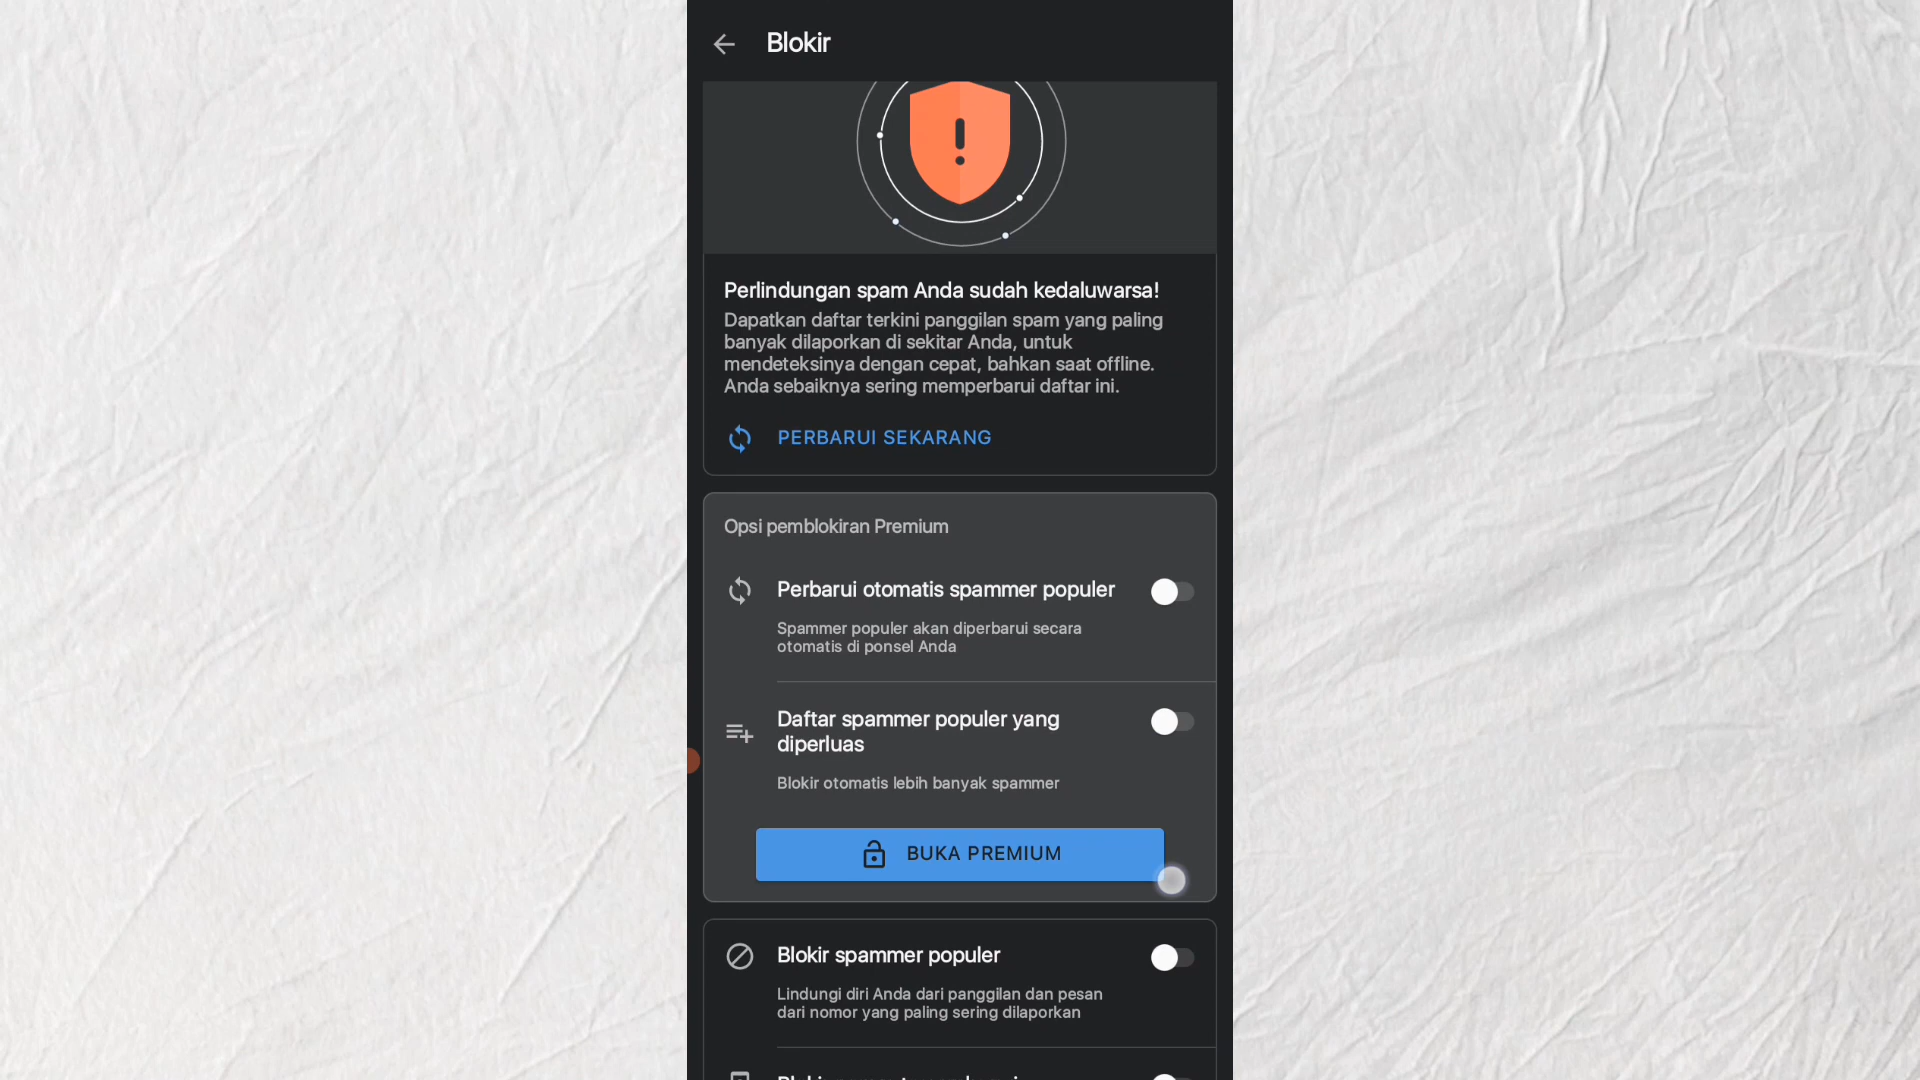 Blokir
Perlindungan spam Anda sudah kedaluwarsa!
Dapatkan daftar terkini panggilan spam yang paling
banyak dilaporkan di sekitar Anda, untuk
mendeteksinya dengan cepat, bahkan saat offline.
Anda sebaiknya sering memperbarui daftar ini.
PERBARUI SEKARANG
Opsi pemblokiran Premium
Perbarui otomatis spammer populer
Spammer populer akan diperbarui secara
otomatis di ponsel Anda
Daftar spammer populer yang
diperluas
Blokir otomatis lebih banyak spammer
BUKA PREMIUM
Blokir spammer populer
Lindungi diri Anda dari panggilan dan pesan
dari nomor yang paling sering dilaporkan